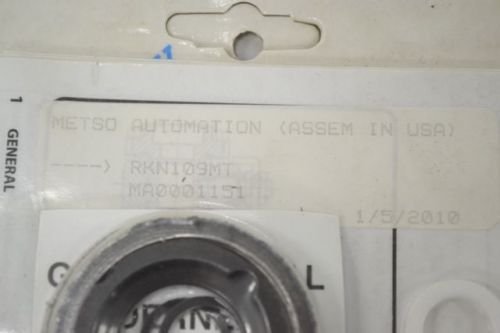 METSO AUTOMATION (ASSEM IN USA)
----> RKN109MT
MA0001151
1/5/2010
1 GENERAL